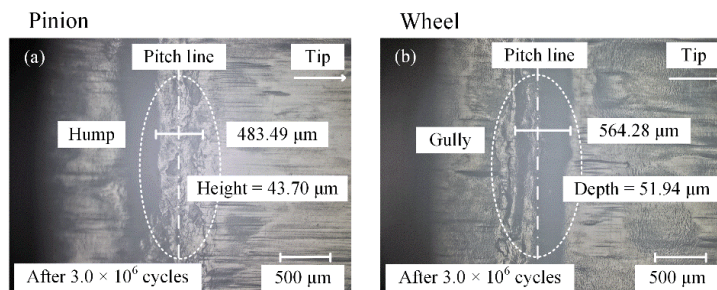 Pinion
(a)
Pitch line
Tip
Hump
483.49 μm
Height = 43.70 μm
After 3.0 × 10⁶ cycles
500 μm
Wheel
(b)
Pitch line
Tip
Gully
564.28 μm
Depth = 51.94 μm
After 3.0 × 10⁶ cycles
500 μm